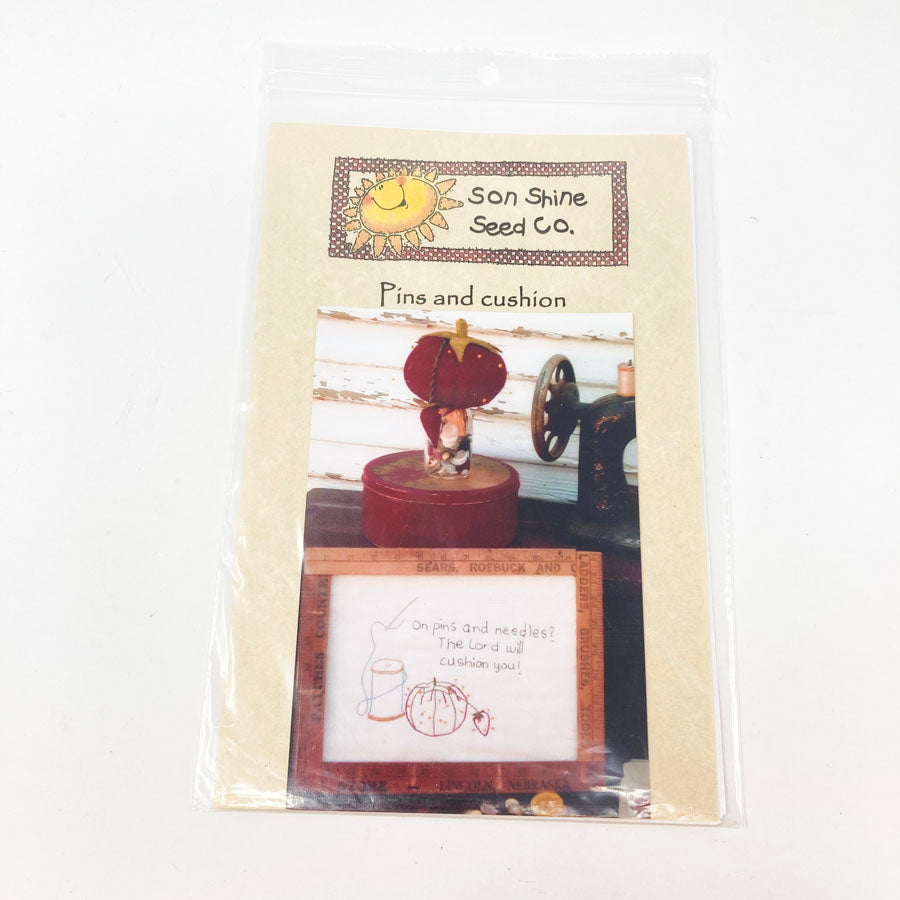 Son Shine
Seed Co.
Pins and cushion
SEARS, ROEBUCK AND C
LADDERS, BRUSHES, TOOLS
On pins and needles?
The Lord will
cushion you!
LINCOLN, NEBRASKA